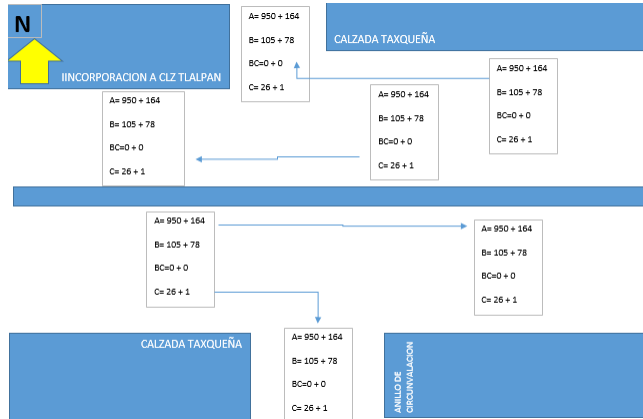 N
IINCORPORACION A CLZ TLALPAN
A= 950 + 164
B= 105 + 78
BC=0 + 0
C= 26 + 1
CALZADA TAXQUEÑA
A= 950 + 164
B= 105 + 78
BC=0 + 0
C= 26 + 1
A= 950 + 164
B= 105 + 78
BC=0 + 0
C= 26 + 1
A= 950 + 164
B= 105 + 78
BC=0 + 0
C= 26 + 1
A= 950 + 164
B= 105 + 78
BC=0 + 0
C= 26 + 1
A= 950 + 164
B= 105 + 78
BC=0 + 0
C= 26 + 1
CALZADA TAXQUEÑA
A= 950 + 164
B= 105 + 78
BC=0 + 0
C= 26 + 1
ANILLO DE
CIRCUNVALACION